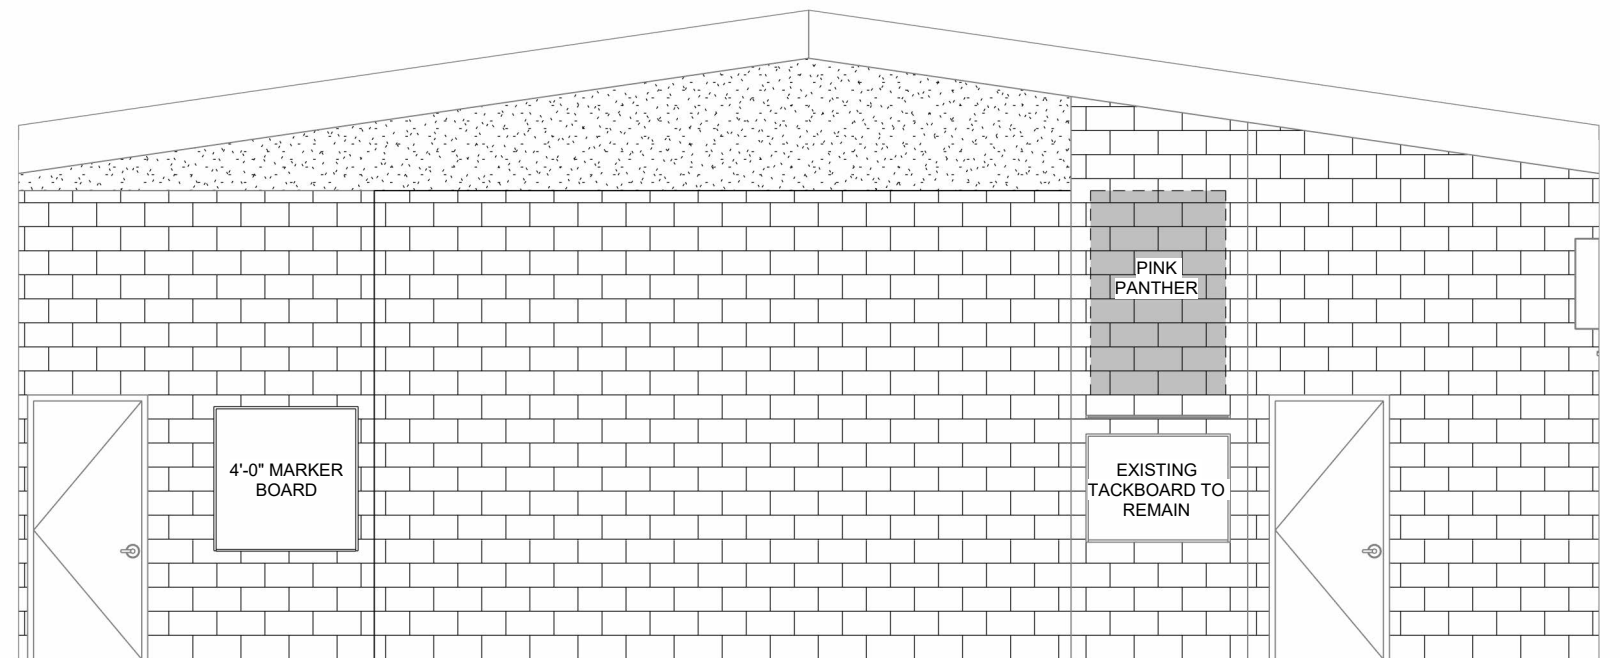 PINK
PANTHER
4'-0" MARKER
BOARD
EXISTING
TACKBOARD TO
REMAIN